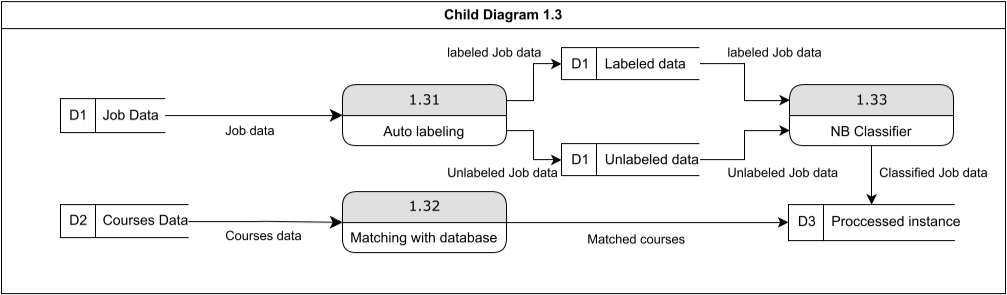 Child Diagram 1.3
labeled Job data
D1 Labeled data
labeled Job data
D1 Job Data
Job data
1.31
Auto labeling
1.33
NB Classifier
Unlabeled Job data
D1 Unlabeled data
Unlabeled Job data
Classified Job data
D2 Courses Data
Courses data
1.32
Matching with database
Matched courses
D3 Proccessed instance